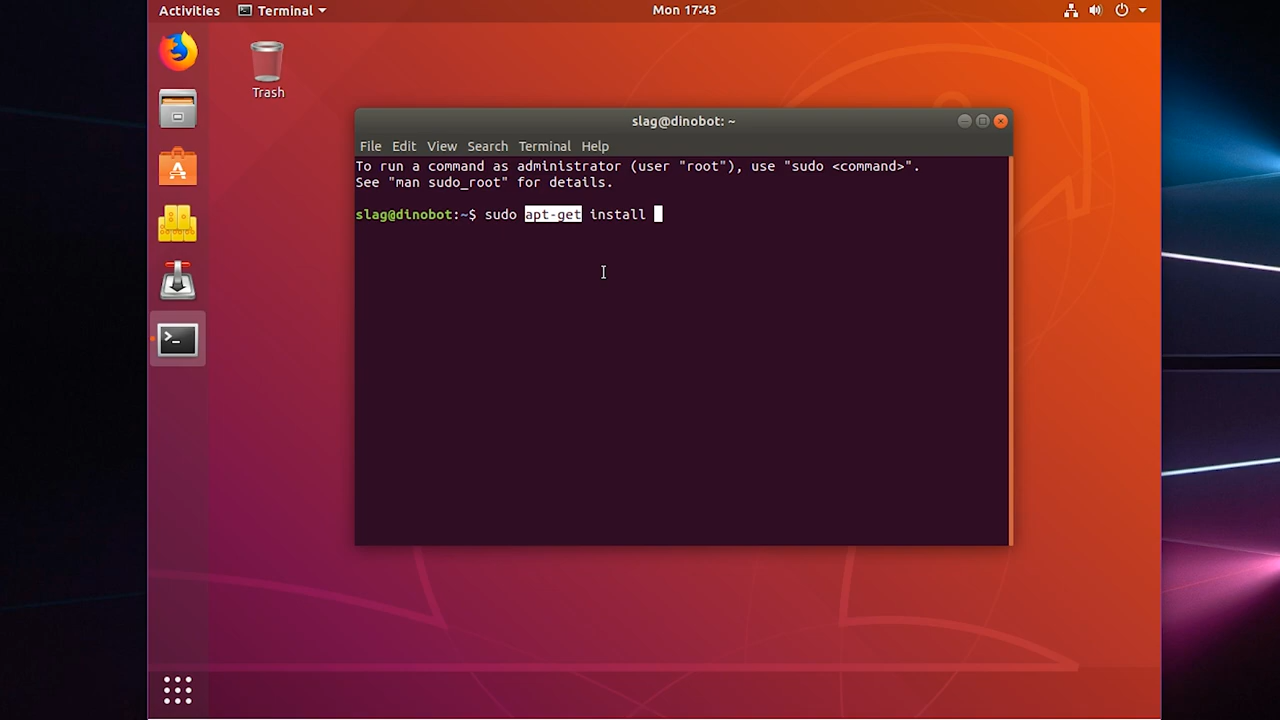 Activities Terminal Mon 17:43
Trash
slag@dinobot: ~
File Edit View Search Terminal Help
To run a command as administrator (user "root"), use "sudo <command>".
See "man sudo_root" for details.
slag@dinobot:~$ sudo apt-get install